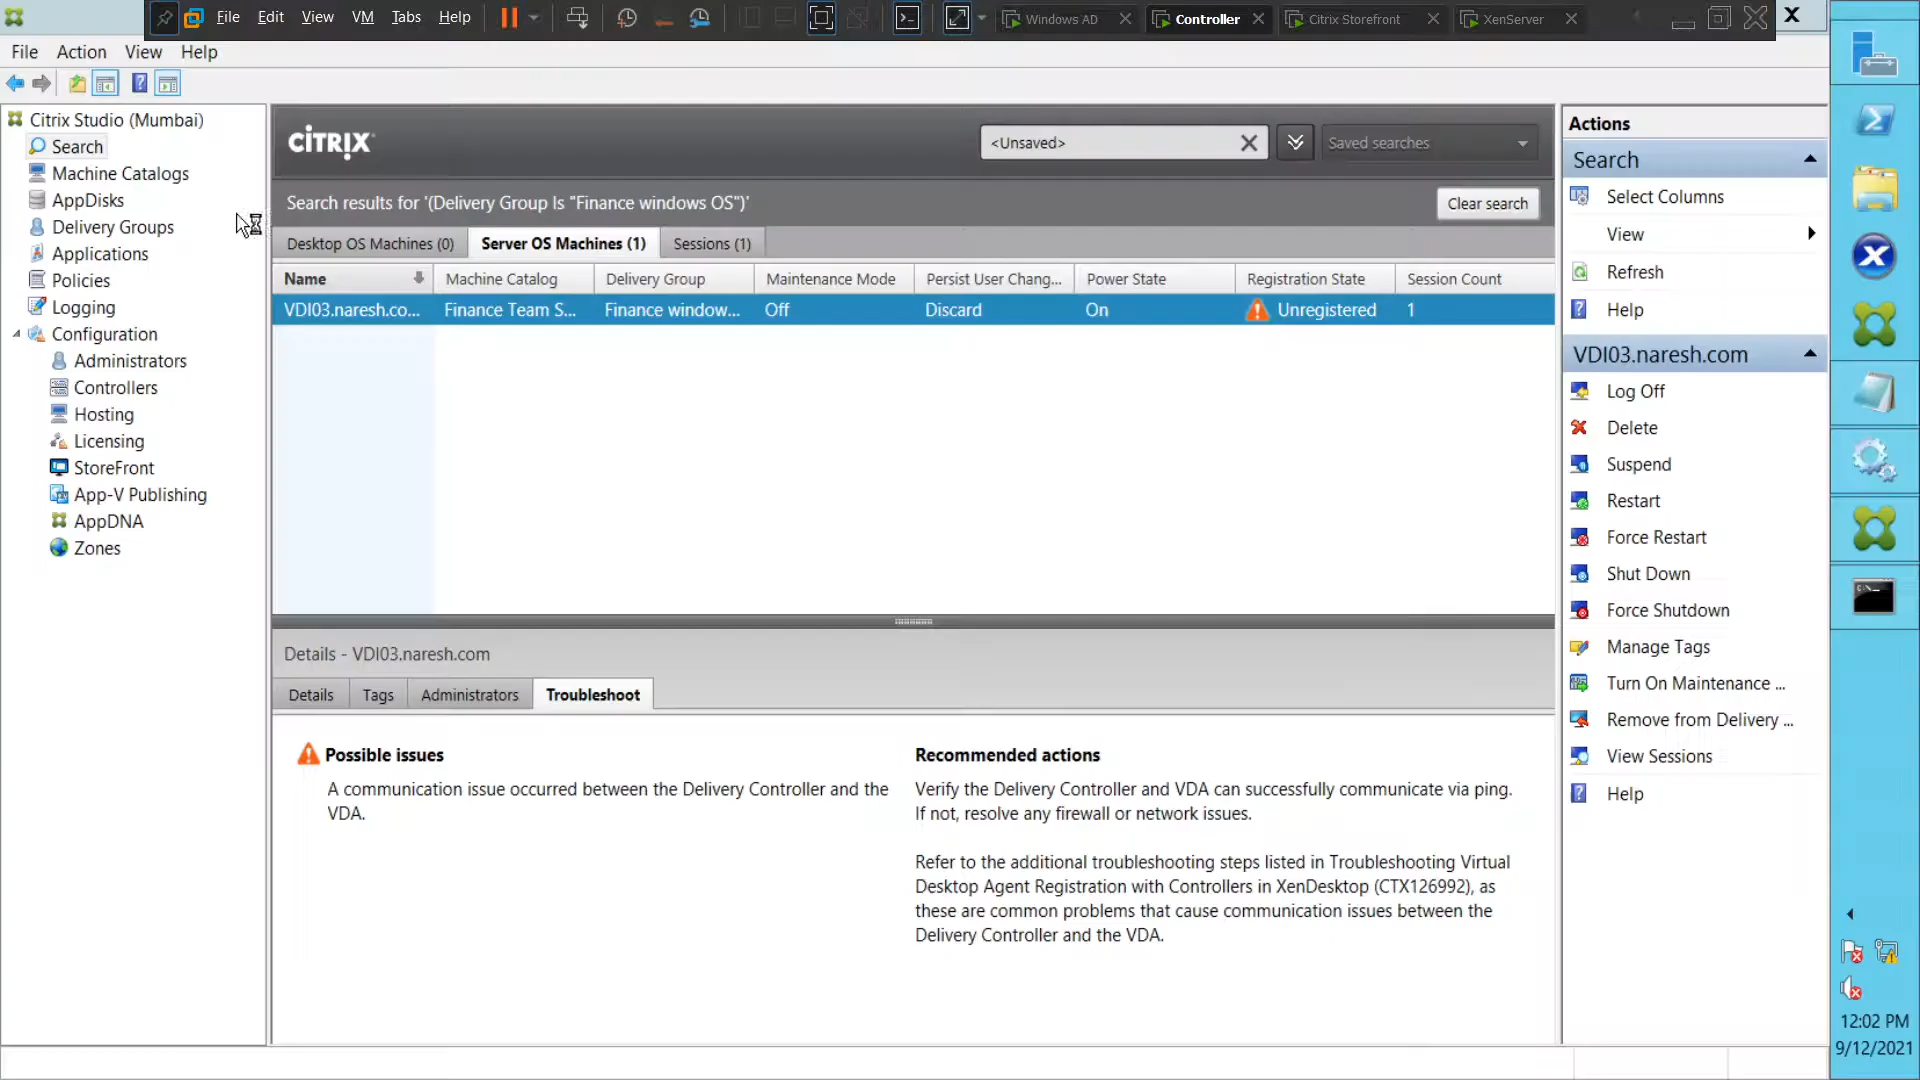 File Edit View VM Tabs Help
Windows AD
Controller
Citrix Storefront
XenServer
X
File Action View Help
Citrix Studio (Mumbai)
Search
Machine Catalogs
AppDisks
Delivery Groups
Applications
Policies
Logging
Configuration
Administrators
Controllers
Hosting
Licensing
StoreFront
App-V Publishing
AppDNA
Zones
CİTRIX
<Unsaved>
Saved searches
Search results for '(Delivery Group Is "Finance windows OS")'
Clear search
Desktop OS Machines (0) Server OS Machines (1) Sessions (1)
Name Machine Catalog Delivery Group Maintenance Mode Persist User Chang... Power State Registration State Session Count
VDI03.naresh.co... Finance Team S... Finance window... Off Discard On Unregistered 1
Details - VDI03.naresh.com
Details Tags Administrators Troubleshoot
Possible issues
A communication issue occurred between the Delivery Controller and the
VDA.
Recommended actions
Verify the Delivery Controller and VDA can successfully communicate via ping.
If not, resolve any firewall or network issues.
Refer to the additional troubleshooting steps listed in Troubleshooting Virtual
Desktop Agent Registration with Controllers in XenDesktop (CTX126992), as
these are common problems that cause communication issues between the
Delivery Controller and the VDA.
Actions
Search
Select Columns
View
Refresh
Help
VDI03.naresh.com
Log Off
Delete
Suspend
Restart
Force Restart
Shut Down
Force Shutdown
Manage Tags
Turn On Maintenance ...
Remove from Delivery ...
View Sessions
Help
12:02 PM
9/12/2021